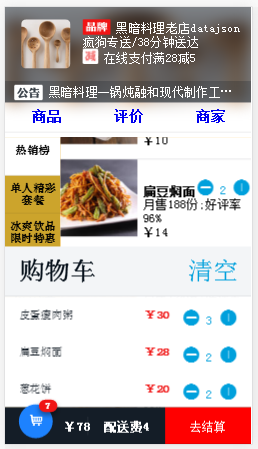 品牌 黑暗料理老店datajson
疯狗专送/38分钟送达
减 在线支付满28减5
公告 黑暗料理—锅炖融和现代制作工…
商品 评价 商家
热销榜
¥10
单人精彩套餐
扁豆焖面 2
月售188份;好评率96%
¥14
冰爽饮品限时特惠
购物车 清空
皮蛋瘦肉粥 ¥30 3
扁豆焖面 ¥28 2
葱花饼 ¥20 2
7
¥78 配送费4 去结算